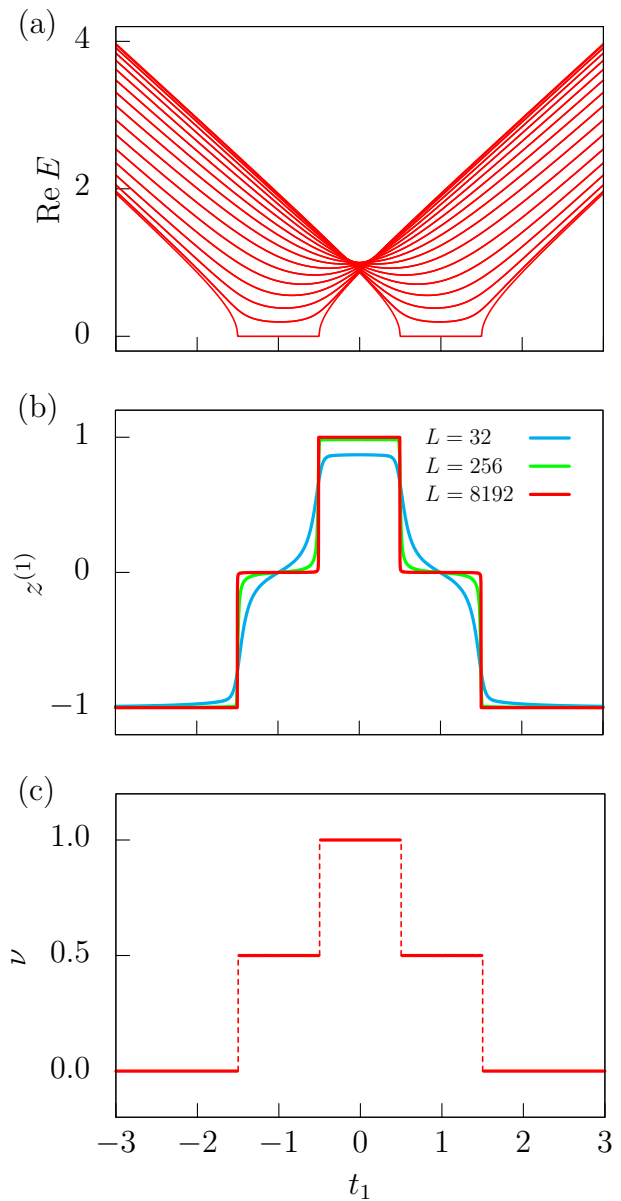 (a)
4
2
0
Re E
(b)
L = 32
L = 256
L = 8192
1
0
−1
z^{(1)}
(c)
1.0
0.5
0.0
ν
−3 −2 −1 0 1 2 3
t_1